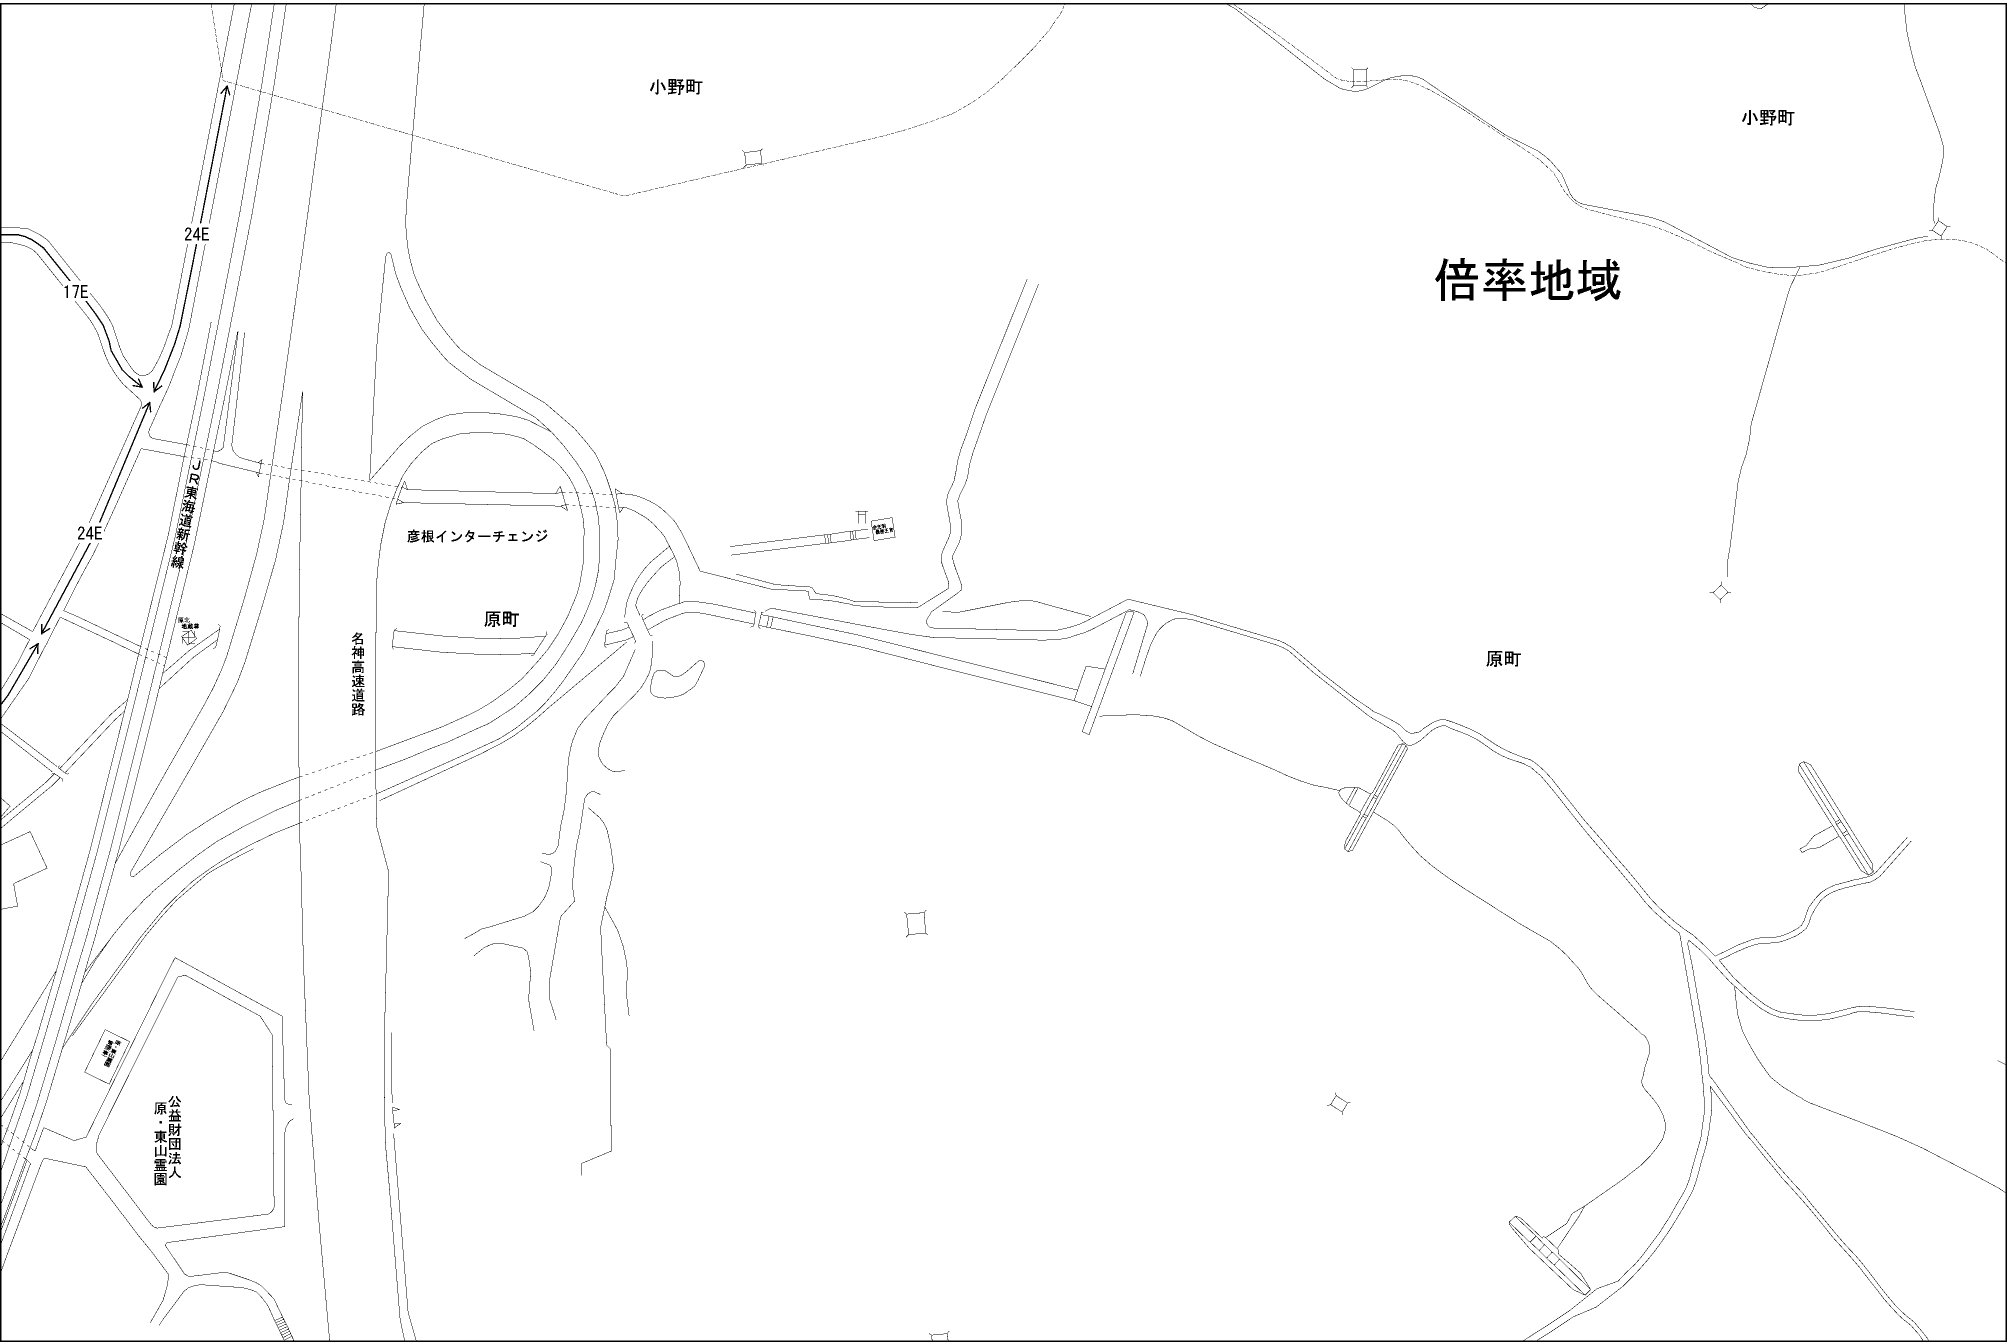 小野町
小野町
24E
倍率地域
17E
JR東海道新幹線
24E
彦根インターチェンジ
原町
名神高速道路
原町
公益財団法人
原・東山霊園